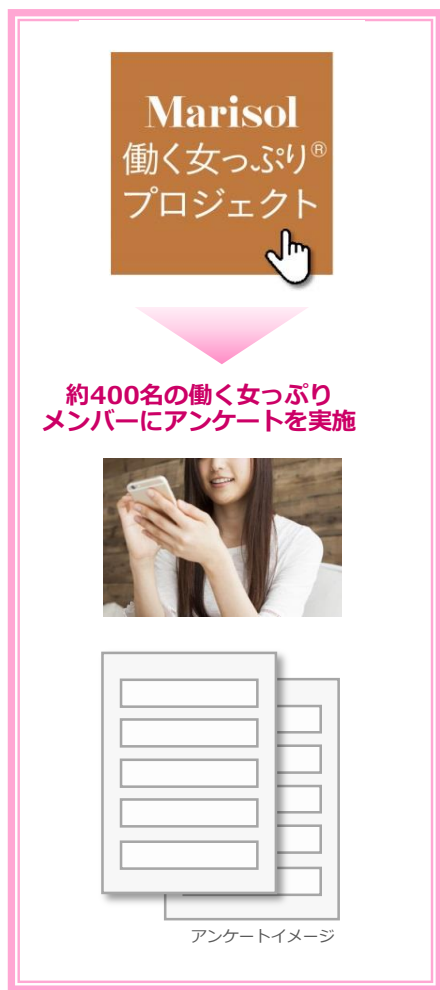 Marisol
働く女っぷり®
プロジェクト
約400名の働く女っぷり
メンバーにアンケートを実施
アンケートイメージ